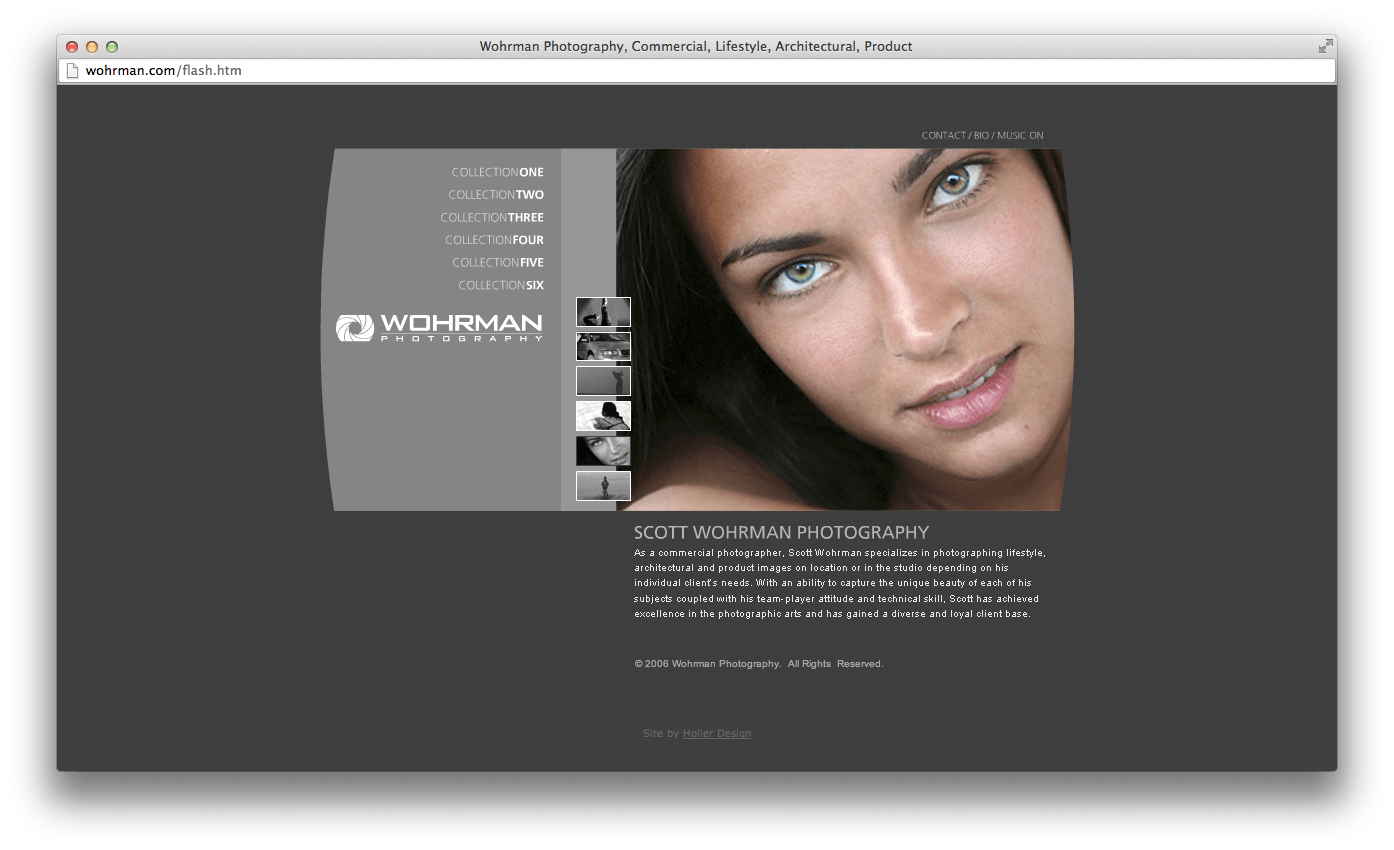 Wohrman Photography, Commercial, Lifestyle, Architectural, Product
wohrman.com/flash.htm
CONTACT / BIO / MUSIC ON
COLLECTIONONE
COLLECTIONTWO
COLLECTIONTHREE
COLLECTIONFOUR
COLLECTIONFIVE
COLLECTIONSIX
WOHRMAN
PHOTOGRAPHY
SCOTT WOHRMAN PHOTOGRAPHY
As a commercial photographer, Scott Wohrman specializes in photographing lifestyle,
architectural and product images on location or in the studio depending on his
individual client's needs. With an ability to capture the unique beauty of each of his
subjects coupled with his team-player attitude and technical skill, Scott has achieved
excellence in the photographic arts and has gained a diverse and loyal client base.
© 2006 Wohrman Photography. All Rights Reserved.
Site by Holler Design